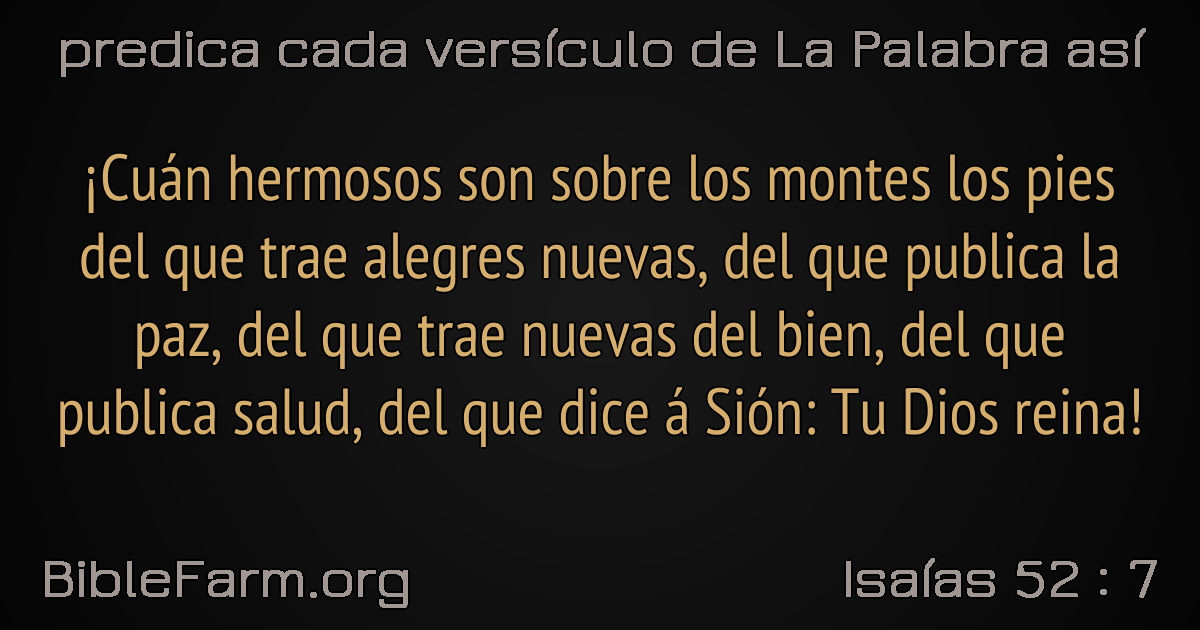 predica cada versículo de La Palabra así
¡Cuán hermosos son sobre los montes los pies
del que trae alegres nuevas, del que publica la
paz, del que trae nuevas del bien, del que
publica salud, del que dice á Sión: Tu Dios reina!
BibleFarm.org
Isaías 52 : 7